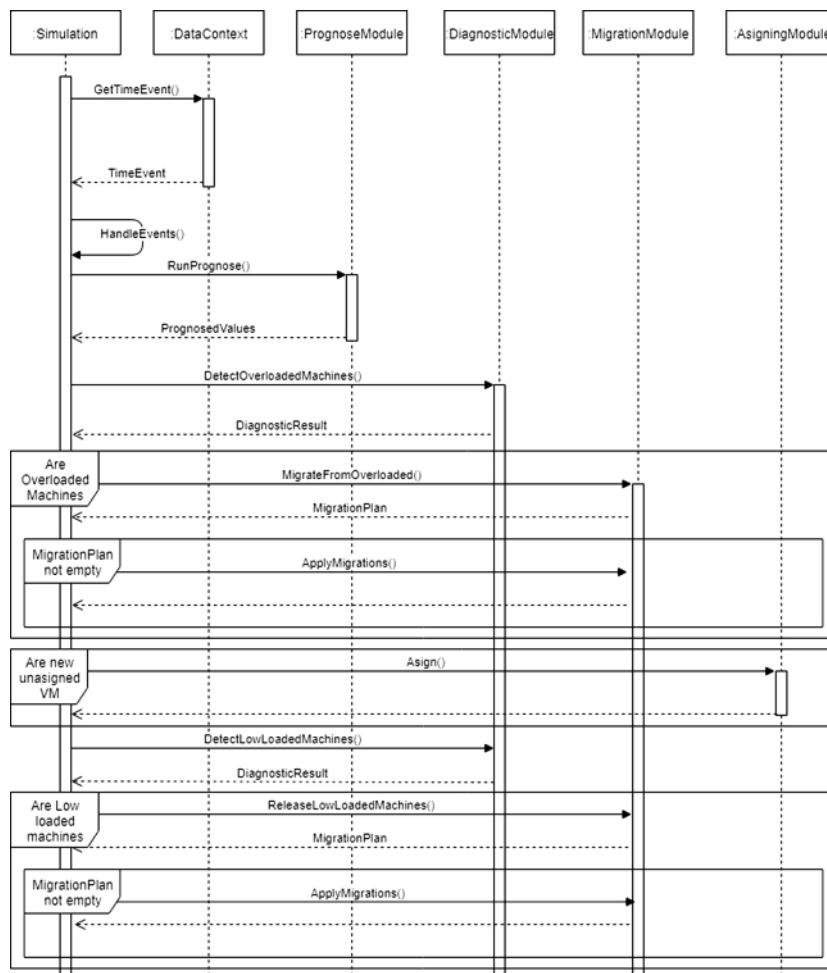 :Simulation
:DataContext
:PrognoseModule
:DiagnosticModule
:MigrationModule
:AsigningModule
GetTimeEvent()
TimeEvent
HandleEvents()
RunPrognose()
PrognosedValues
DetectOverloadedMachines()
DiagnosticResult
Are
Overloaded
Machines
MigrateFromOverloaded()
MigrationPlan
MigrationPlan
not empty
ApplyMigrations()
Are new
unasigned
VM
Asign()
DetectLowLoadedMachines()
DiagnosticResult
Are Low
loaded
machines
ReleaseLowLoadedMachines()
MigrationPlan
MigrationPlan
not empty
ApplyMigrations()